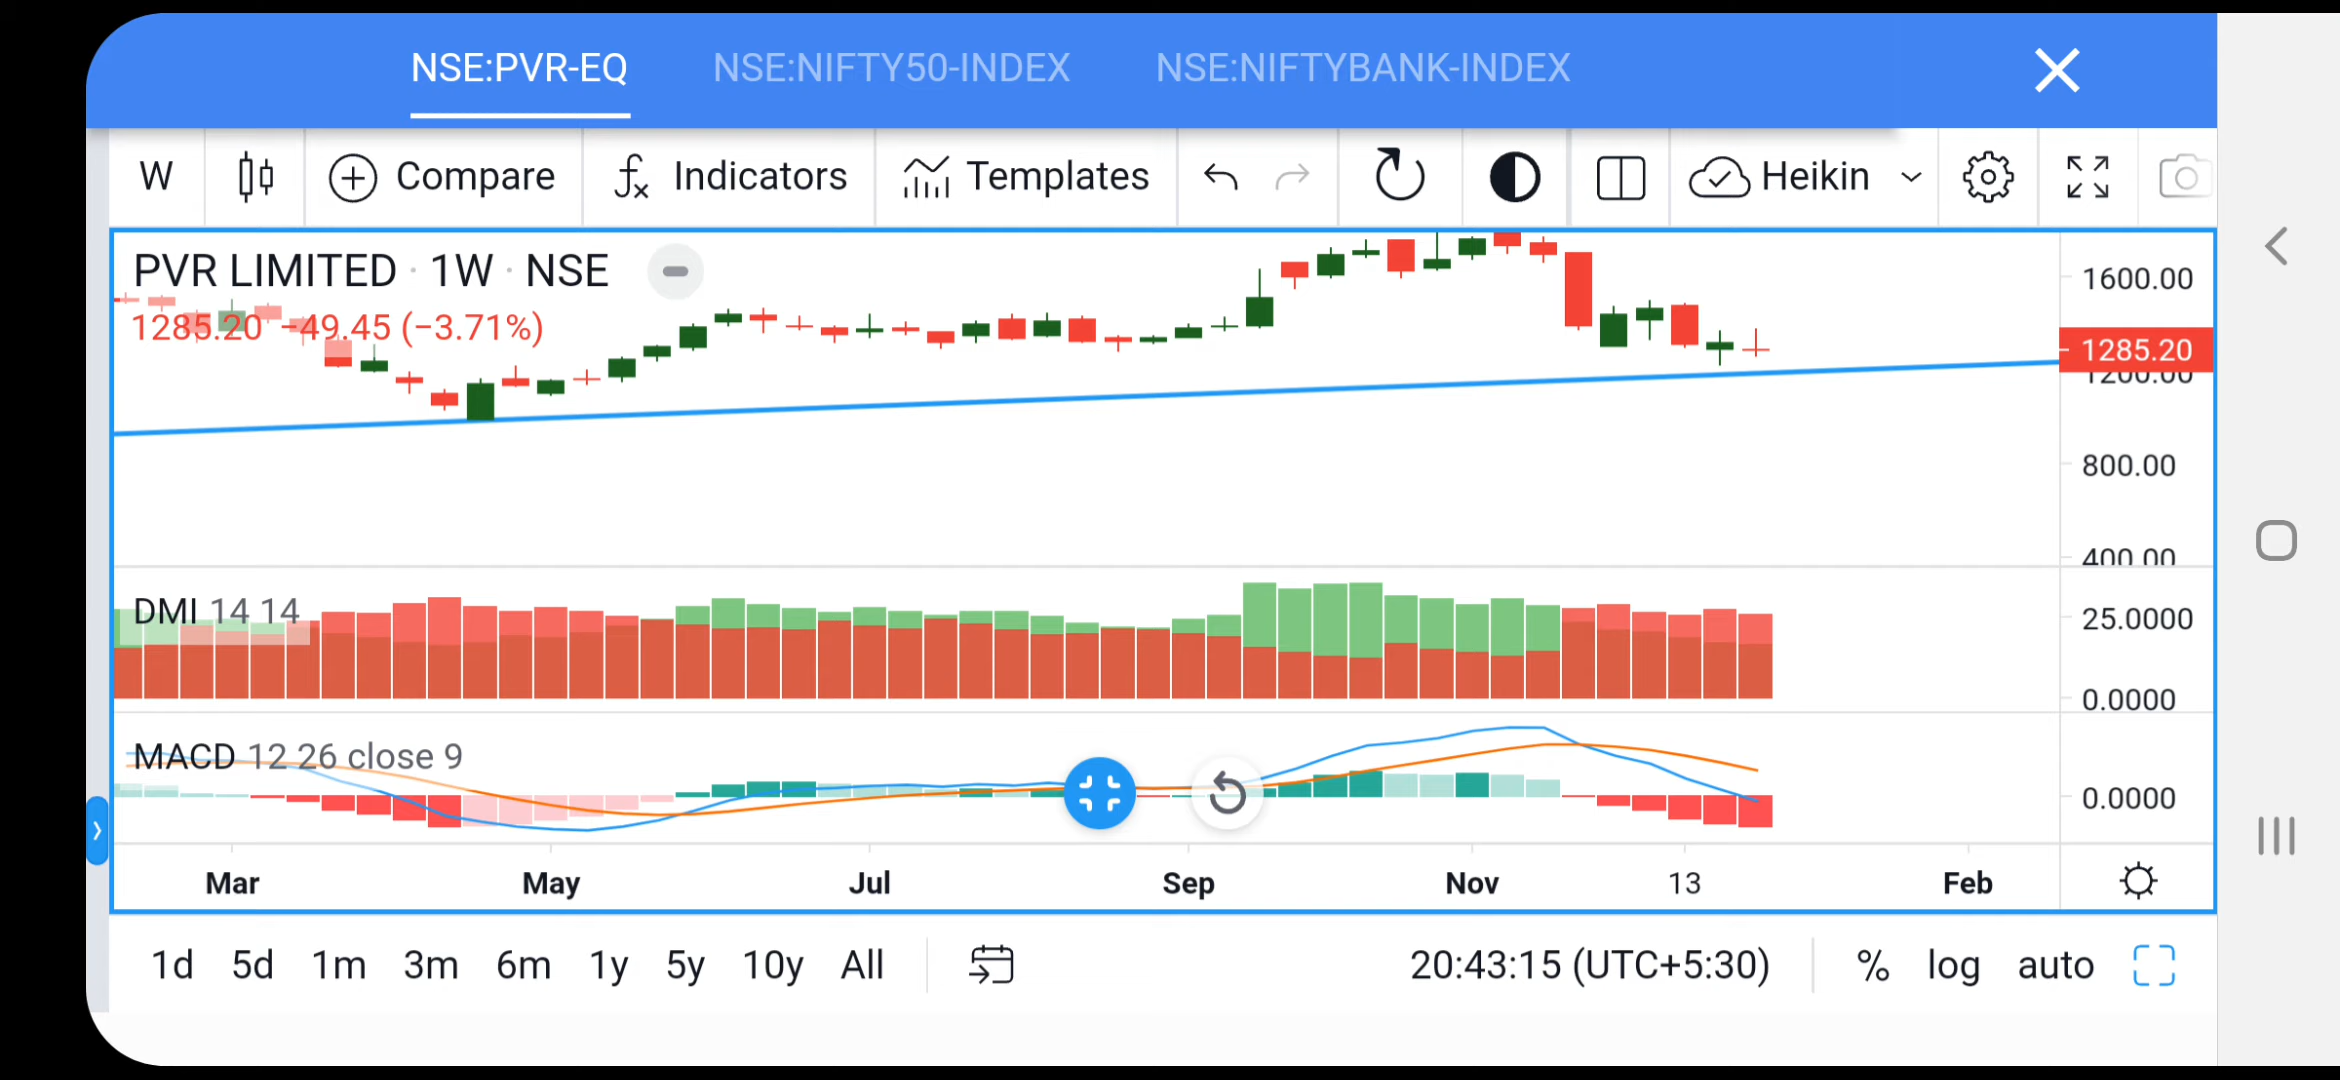 NSE:PVR-EQ NSE:NIFTY50-INDEX NSE:NIFTYBANK-INDEX
W Compare Indicators Templates Heikin
PVR LIMITED · 1W · NSE
1285.20 −49.45 (−3.71%)
1600.00
1285.20
1200.00
800.00
400.00
DMI 14 14
25.0000
0.0000
MACD 12 26 close 9
0.0000
Mar May Jul Sep Nov 13 Feb
1d 5d 1m 3m 6m 1y 5y 10y All 20:43:15 (UTC+5:30) % log auto